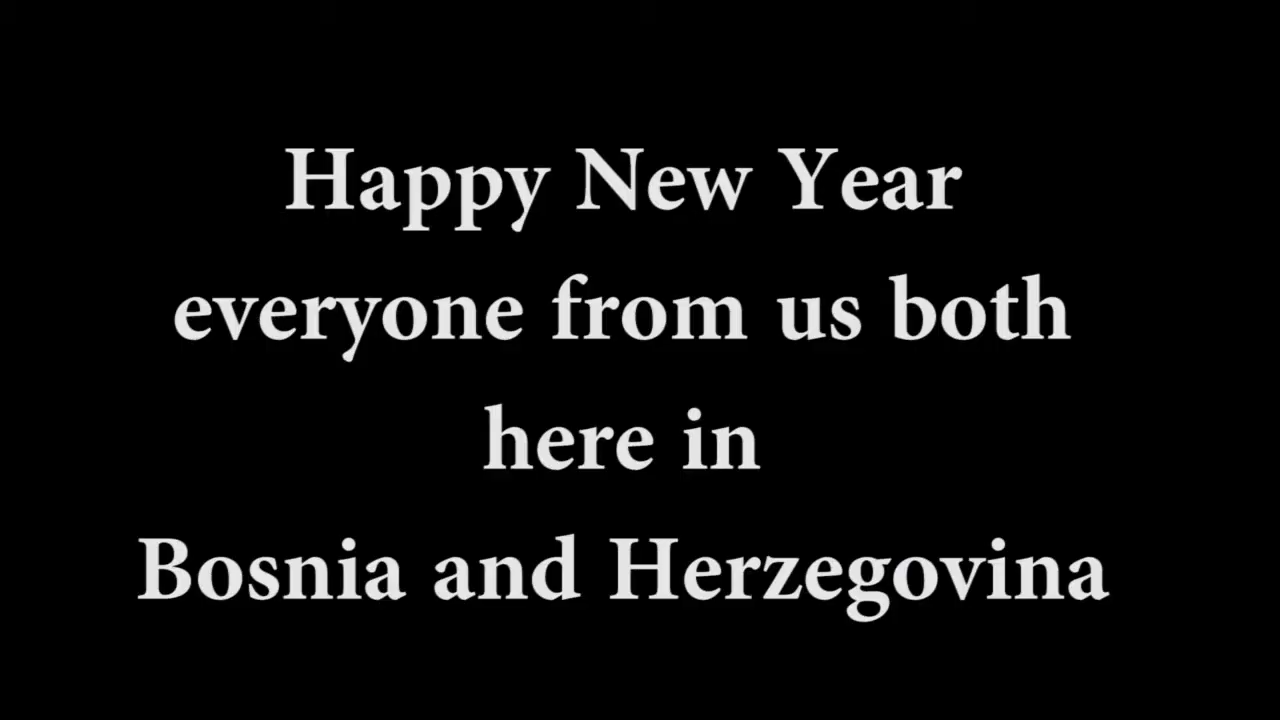 Happy New Year
everyone from us both
here in
Bosnia and Herzegovina